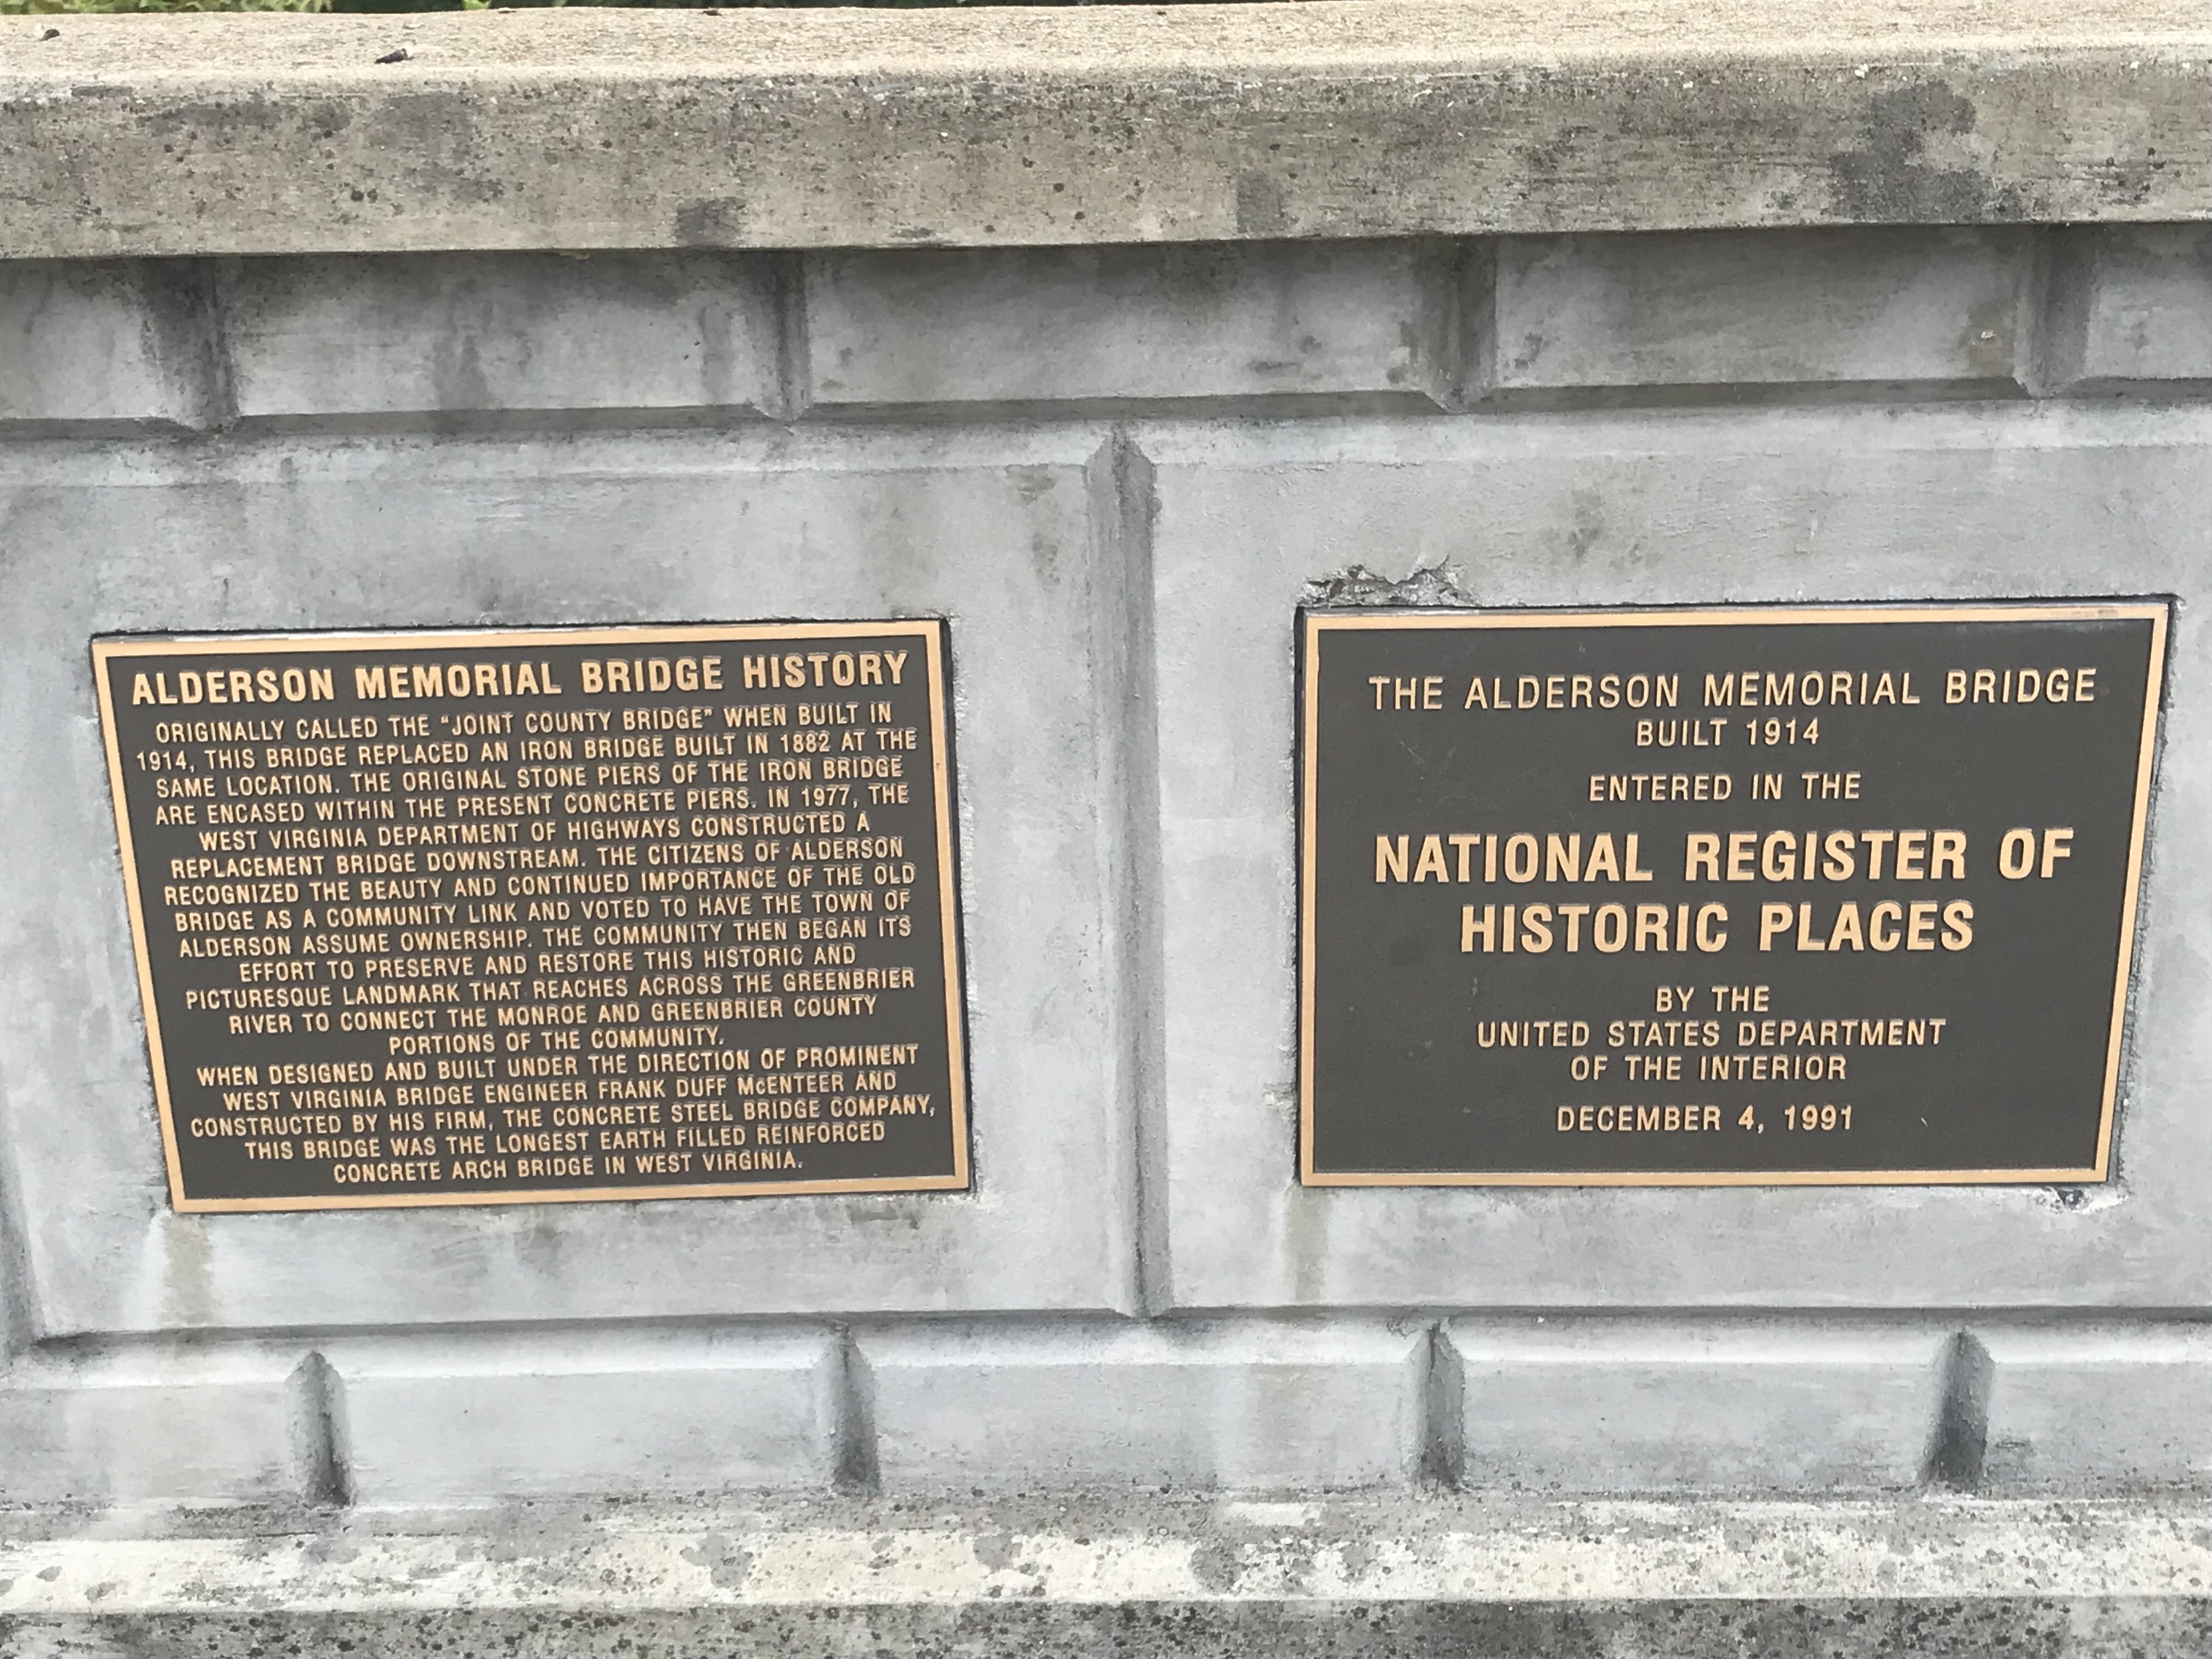 ALDERSON MEMORIAL BRIDGE HISTORY
ORIGINALLY CALLED THE "JOINT COUNTY BRIDGE" WHEN BUILT IN
1914, THIS BRIDGE REPLACED AN IRON BRIDGE BUILT IN 1882 AT THE
SAME LOCATION. THE ORIGINAL STONE PIERS OF THE IRON BRIDGE
ARE ENCASED WITHIN THE PRESENT CONCRETE PIERS. IN 1977, THE
WEST VIRGINIA DEPARTMENT OF HIGHWAYS CONSTRUCTED A
REPLACEMENT BRIDGE DOWNSTREAM. THE CITIZENS OF ALDERSON
RECOGNIZED THE BEAUTY AND CONTINUED IMPORTANCE OF THE OLD
BRIDGE AS A COMMUNITY LINK AND VOTED TO HAVE THE TOWN OF
ALDERSON ASSUME OWNERSHIP. THE COMMUNITY THEN BEGAN ITS
EFFORT TO PRESERVE AND RESTORE THIS HISTORIC AND
PICTURESQUE LANDMARK THAT REACHES ACROSS THE GREENBRIER
RIVER TO CONNECT THE MONROE AND GREENBRIER COUNTY
PORTIONS OF THE COMMUNITY.
WHEN DESIGNED AND BUILT UNDER THE DIRECTION OF PROMINENT
WEST VIRGINIA BRIDGE ENGINEER FRANK DUFF McENTEER AND
CONSTRUCTED BY HIS FIRM, THE CONCRETE STEEL BRIDGE COMPANY,
THIS BRIDGE WAS THE LONGEST EARTH FILLED REINFORCED
CONCRETE ARCH BRIDGE IN WEST VIRGINIA.
THE ALDERSON MEMORIAL BRIDGE
BUILT 1914
ENTERED IN THE
NATIONAL REGISTER OF
HISTORIC PLACES
BY THE
UNITED STATES DEPARTMENT
OF THE INTERIOR
DECEMBER 4, 1991